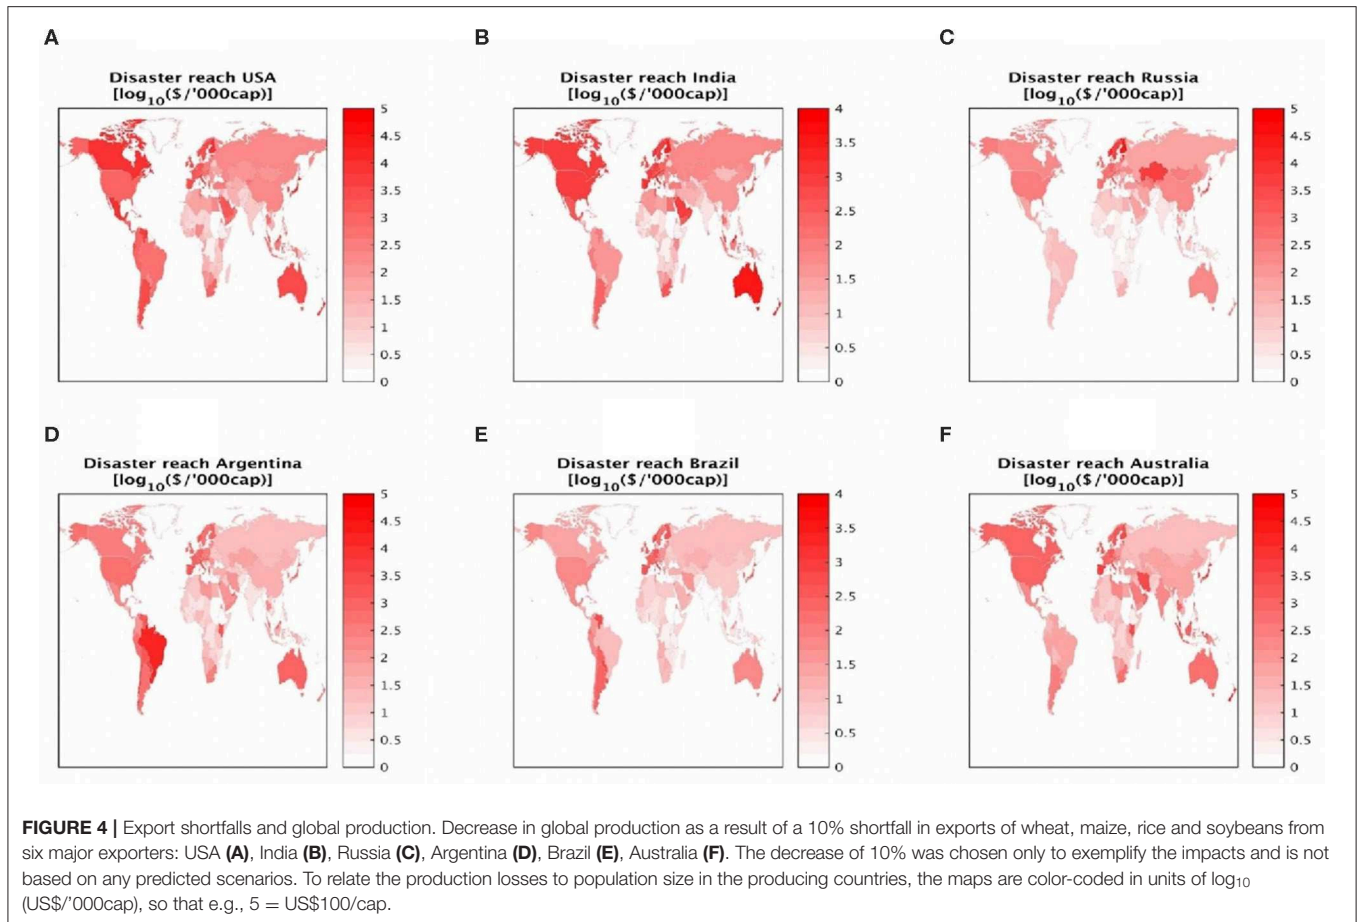 A
Disaster reach USA
[log10($/'000cap)]
5
4.5
4
3.5
3
2.5
2
1.5
1
0.5
0
B
Disaster reach India
[log10($/'000cap)]
4
3.5
3
2.5
2
1.5
1
0.5
0
C
Disaster reach Russia
[log10($/'000cap)]
5
4.5
4
3.5
3
2.5
2
1.5
1
0.5
0
D
Disaster reach Argentina
[log10($/'000cap)]
5
4.5
4
3.5
3
2.5
2
1.5
1
0.5
0
E
Disaster reach Brazil
[log10($/'000cap)]
4
3.5
3
2.5
2
1.5
1
0.5
0
F
Disaster reach Australia
[log10($/'000cap)]
5
4.5
4
3.5
3
2.5
2
1.5
1
0.5
0
FIGURE 4 | Export shortfalls and global production. Decrease in global production as a result of a 10% shortfall in exports of wheat, maize, rice and soybeans from
six major exporters: USA (A), India (B), Russia (C), Argentina (D), Brazil (E), Australia (F). The decrease of 10% was chosen only to exemplify the impacts and is not
based on any predicted scenarios. To relate the production losses to population size in the producing countries, the maps are color-coded in units of log10
(US$/'000cap), so that e.g., 5 = US$100/cap.